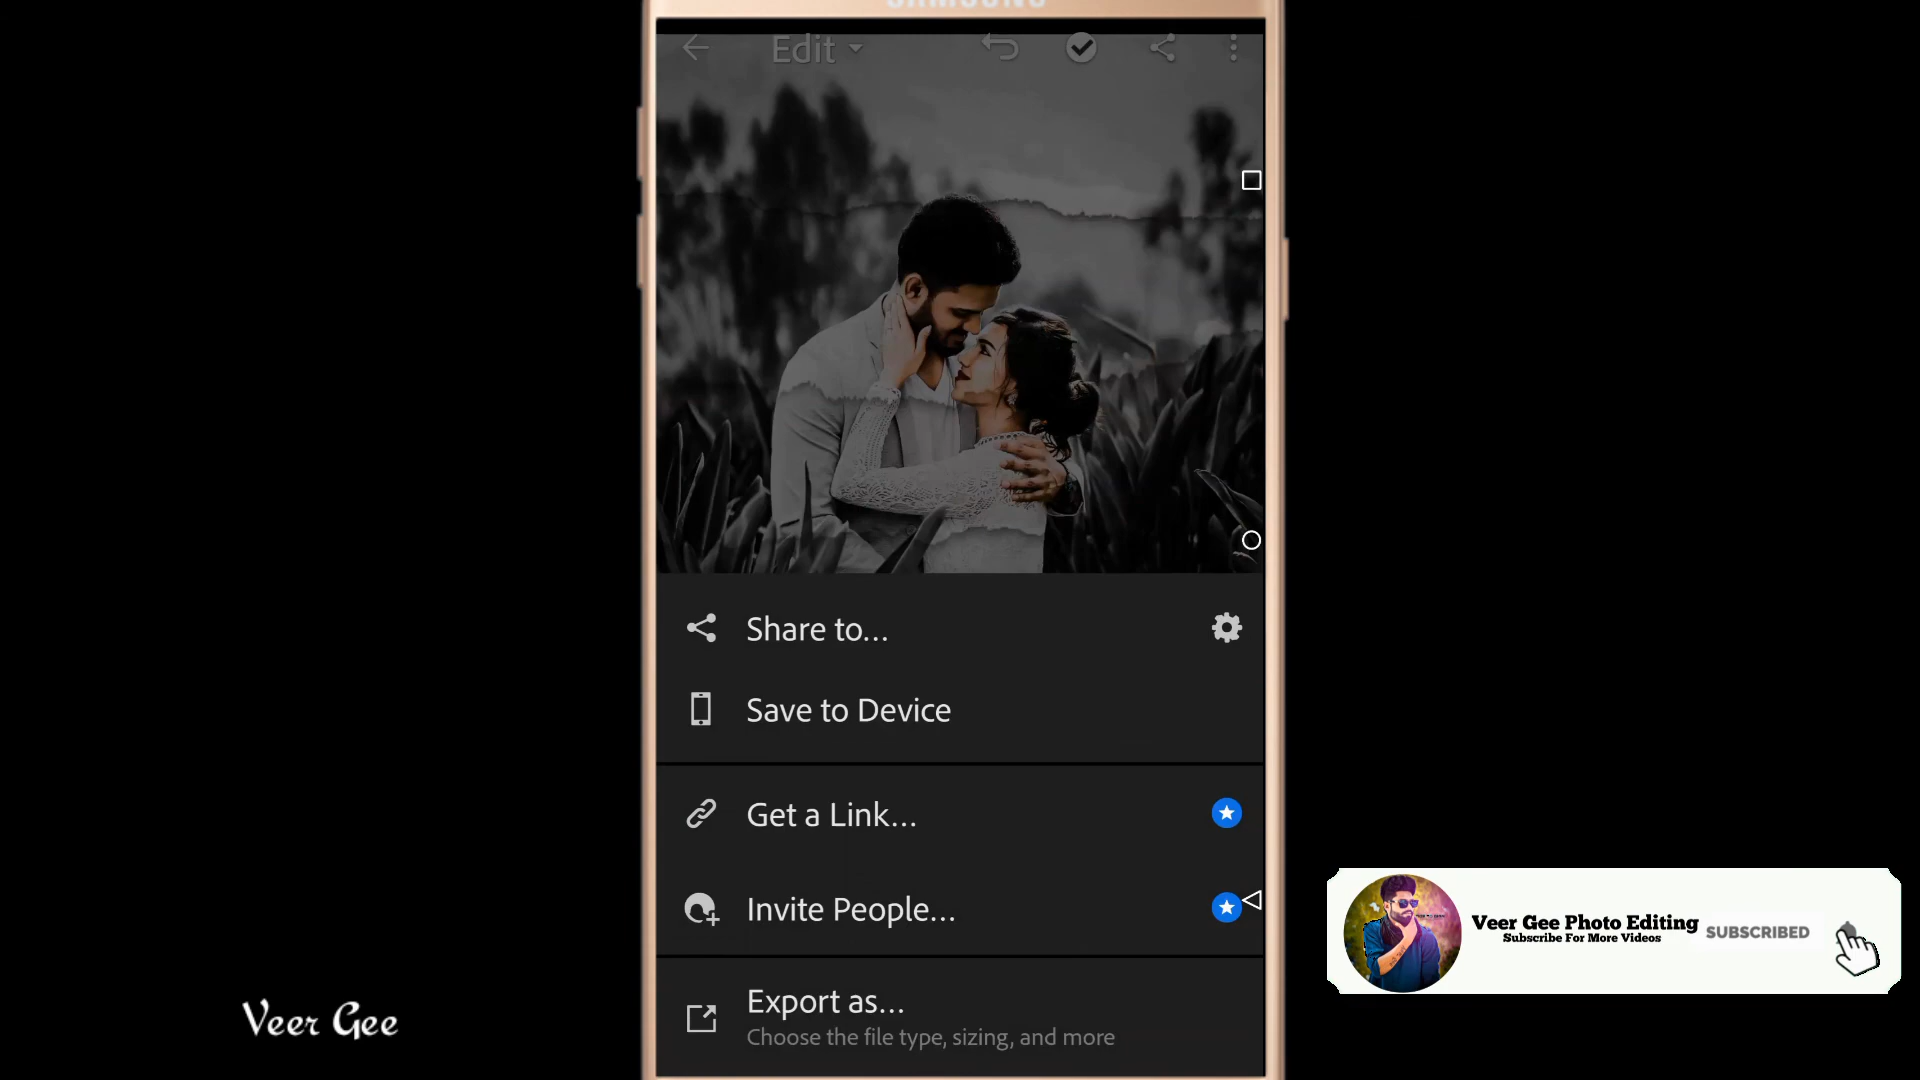 SAMSUNG
Edit
Share to...
Save to Device
Get a Link...
Invite People...
Export as...
Choose the file type, sizing, and more
Veer Gee
Veer Gee Photo Editing
Subscribe For More Videos
SUBSCRIBED